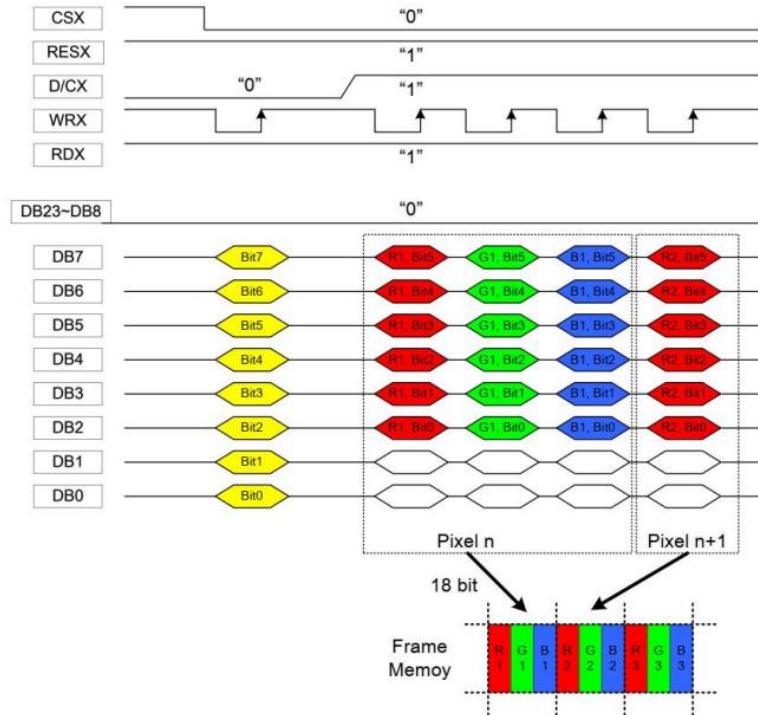 CSX “0”
RESX “1”
D/CX “0” “1”
WRX
RDX “1”
DB23~DB8 “0”
DB7 Bit7 R1, Bit5 G1, Bit5 B1, Bit5 R2, Bit5
DB6 Bit6 R1, Bit4 G1, Bit4 B1, Bit4 R2, Bit4
DB5 Bit5 R1, Bit3 G1, Bit3 B1, Bit3 R2, Bit3
DB4 Bit4 R1, Bit2 G1, Bit2 B1, Bit2 R2, Bit2
DB3 Bit3 R1, Bit1 G1, Bit1 B1, Bit1 R2, Bit1
DB2 Bit2 R1, Bit0 G1, Bit0 B1, Bit0 R2, Bit0
DB1 Bit1
DB0 Bit0
Pixel n Pixel n+1
18 bit
Frame
Memoy
R G B R G B R G B
1 1 1 2 2 2 3 3 3